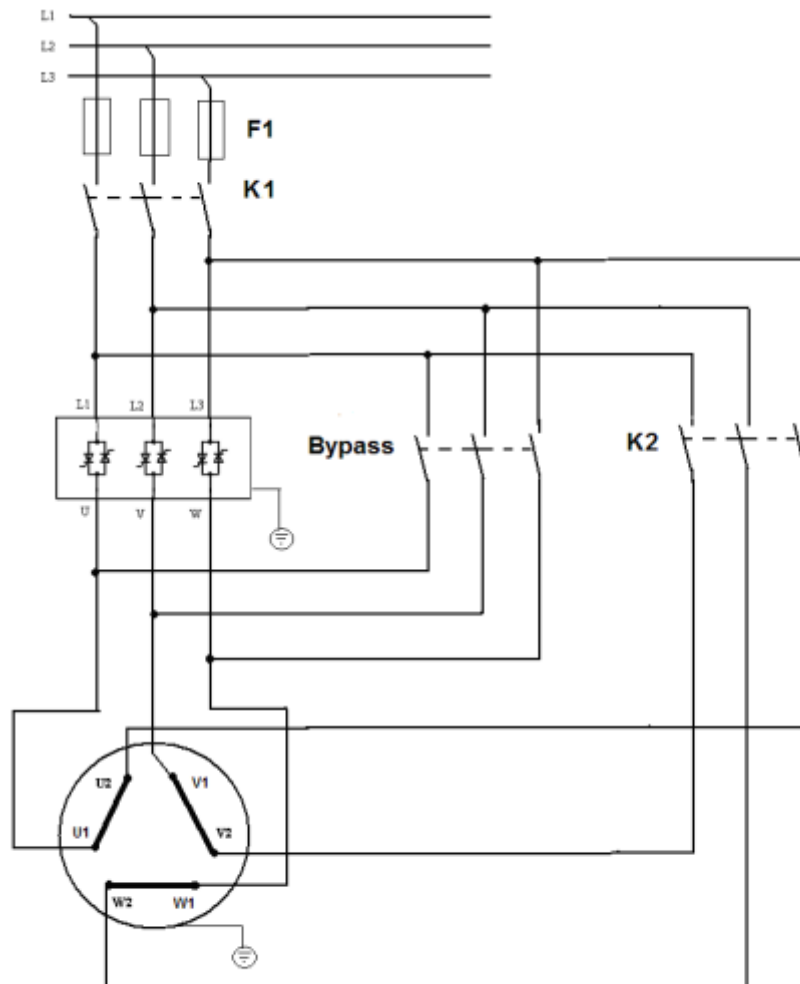 L1
L2
L3
F1
K1
L1 L2 L3
Bypass
K2
U V W
U2 V1
U1 V2
W2 W1